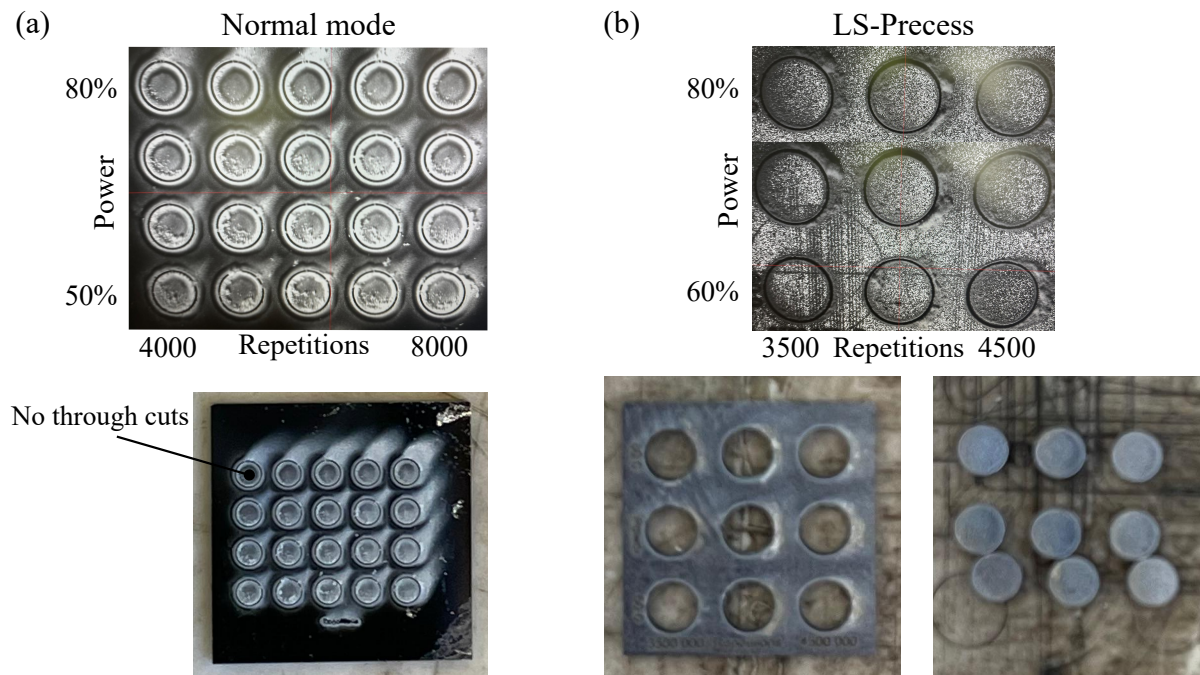 (a)
Normal mode
80%
Power
50%
4000 Repetitions 8000
No through cuts
(b)
LS-Precess
80%
Power
60%
3500 Repetitions 4500